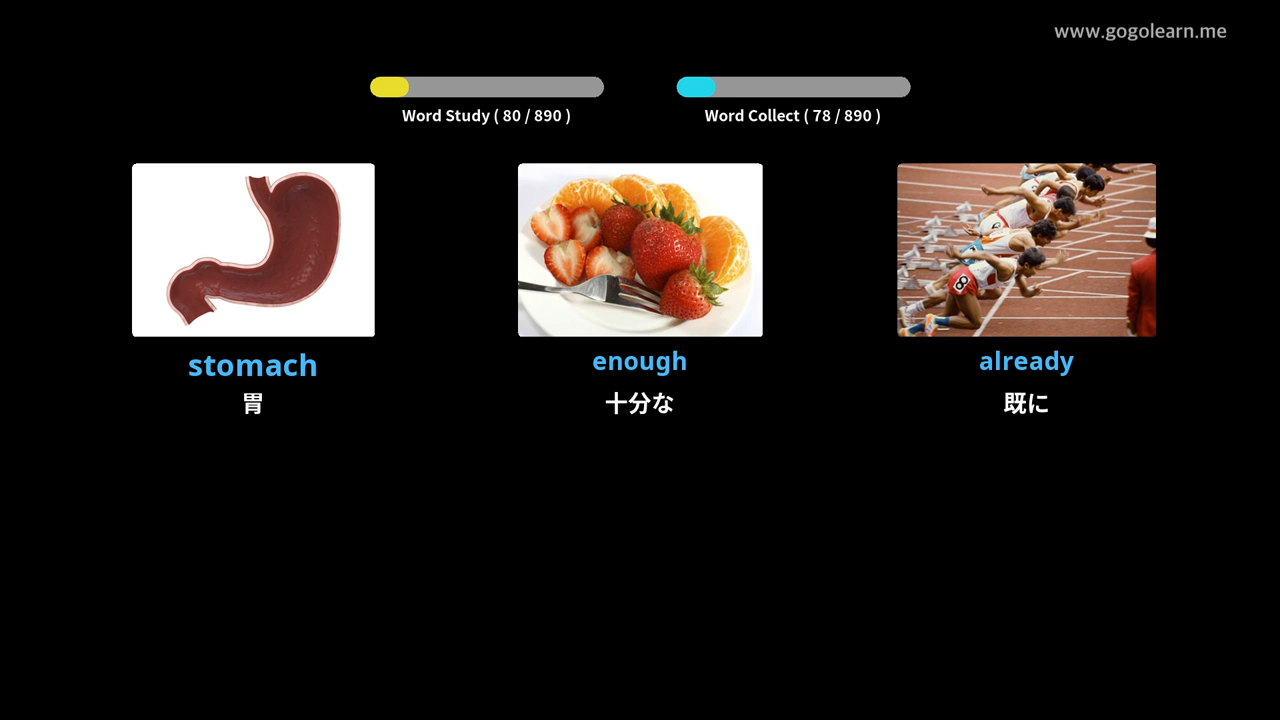 www.gogolearn.me
Word Study ( 80 / 890 )
Word Collect ( 78 / 890 )
stomach
胃
enough
十分な
already
既に